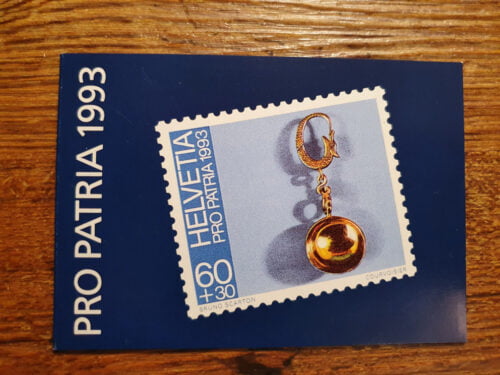 PRO PATRIA 1993
HELVETIA
PRO PATRIA 1993
60
+30
BRUNO SCARTON
COURVOISIER